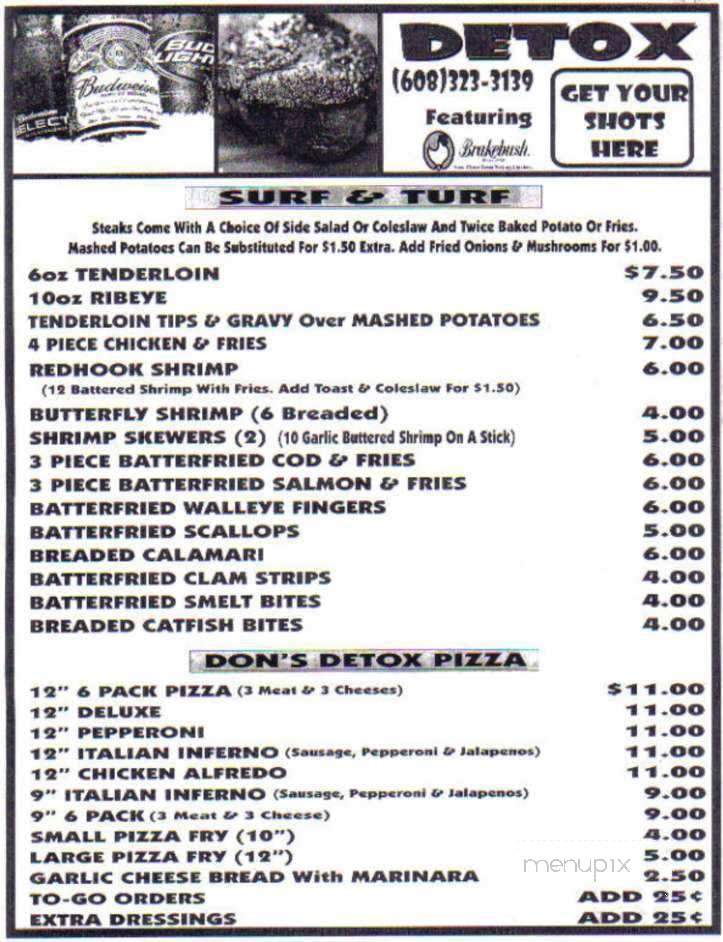 BUD LIGHT
Budweiser
SELECT
DETOX
(608)323-3139
Featuring
Brakebush.
GET YOUR
SHOTS
HERE
SURF & TURF
Steaks Come With A Choice Of Side Salad Or Coleslaw And Twice Baked Potato Or Fries.
Mashed Potatoes Can Be Substituted For $1.50 Extra. Add Fried Onions & Mushrooms For $1.00.
6oz TENDERLOIN $7.50
10oz RIBEYE 9.50
TENDERLOIN TIPS & GRAVY Over MASHED POTATOES 6.50
4 PIECE CHICKEN & FRIES 7.00
REDHOOK SHRIMP 6.00
(12 Battered Shrimp With Fries. Add Toast & Coleslaw For $1.50)
BUTTERFLY SHRIMP (6 Breaded) 4.00
SHRIMP SKEWERS (2) (10 Garlic Buttered Shrimp On A Stick) 5.00
3 PIECE BATTERFRIED COD & FRIES 6.00
3 PIECE BATTERFRIED SALMON & FRIES 6.00
BATTERFRIED WALLEYE FINGERS 6.00
BATTERFRIED SCALLOPS 5.00
BREADED CALAMARI 6.00
BATTERFRIED CLAM STRIPS 4.00
BATTERFRIED SMELT BITES 4.00
BREADED CATFISH BITES 4.00
DON'S DETOX PIZZA
12" 6 PACK PIZZA (3 Meat & 3 Cheeses) $11.00
12" DELUXE 11.00
12" PEPPERONI 11.00
12" ITALIAN INFERNO (Sausage, Pepperoni & Jalapenos) 11.00
12" CHICKEN ALFREDO 11.00
9" ITALIAN INFERNO (Sausage, Pepperoni & Jalapenos) 9.00
9" 6 PACK (3 Meat & 3 Cheese) 9.00
SMALL PIZZA FRY (10") 4.00
LARGE PIZZA FRY (12") 5.00
GARLIC CHEESE BREAD With MARINARA 2.50
TO-GO ORDERS ADD 25¢
EXTRA DRESSINGS ADD 25¢
menupix